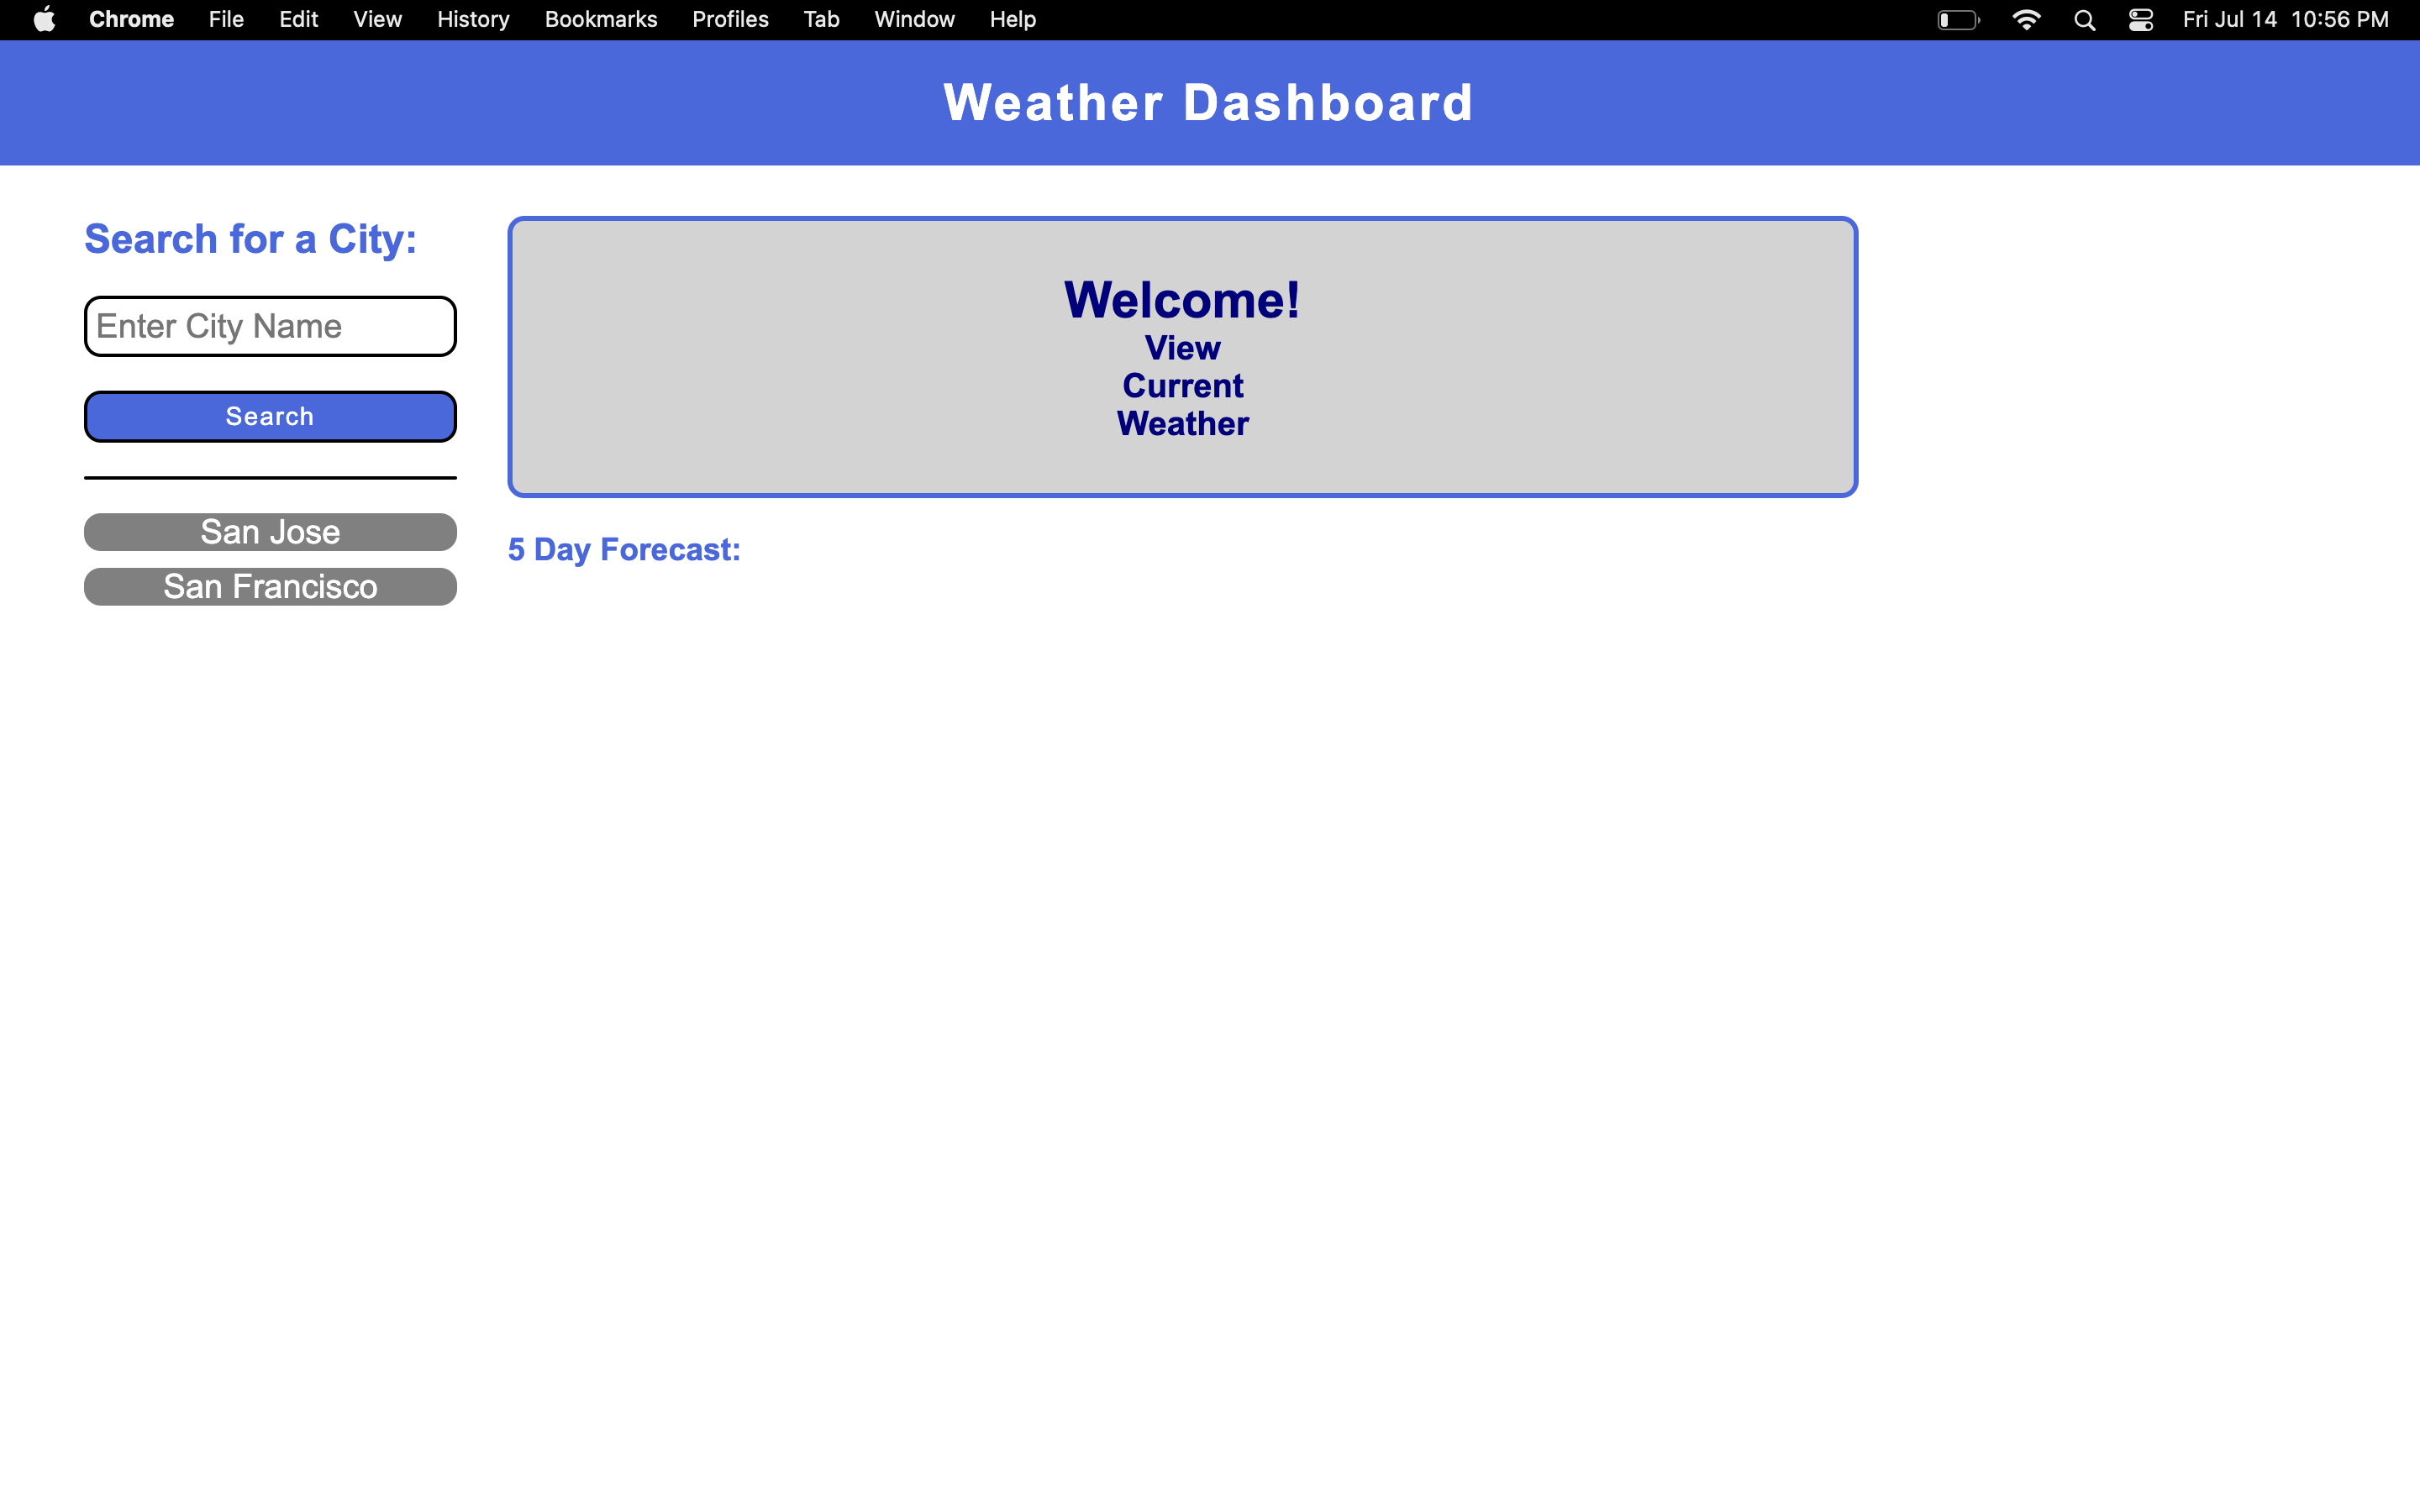 Chrome File Edit View History Bookmarks Profiles Tab Window Help Fri Jul 14 10:56 PM
Weather Dashboard
Search for a City:
Enter City Name
Search
San Jose
San Francisco
Welcome!
View
Current
Weather
5 Day Forecast: